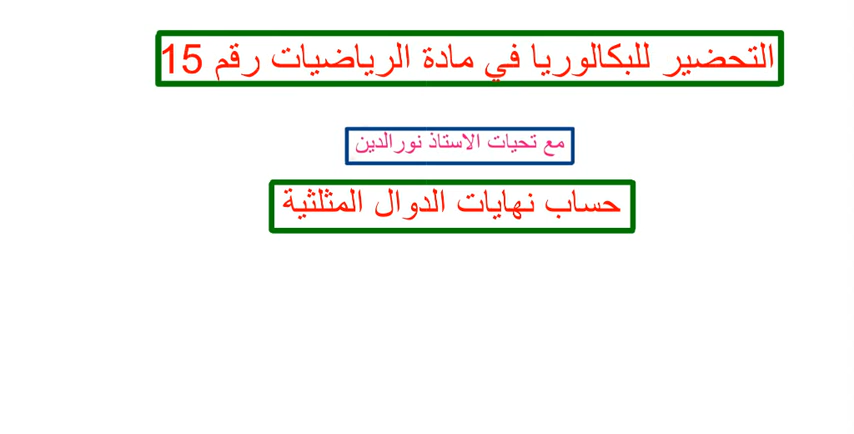 التحضير للبكالوريا في مادة الرياضيات رقم 15
مع تحيات الاستاذ نورالدين
حساب نهايات الدوال المثلثية